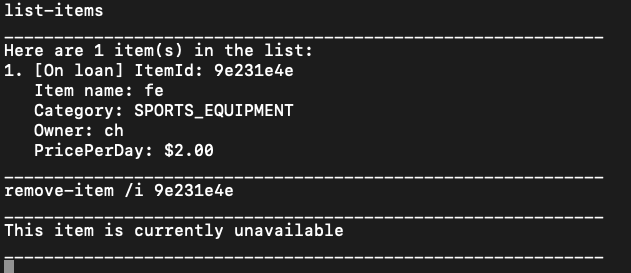 list-items
____________________________________________________________
Here are 1 item(s) in the list:
1. [On loan] ItemId: 9e231e4e
   Item name: fe
   Category: SPORTS_EQUIPMENT
   Owner: ch
   PricePerDay: $2.00
____________________________________________________________
remove-item /i 9e231e4e
____________________________________________________________
This item is currently unavailable
____________________________________________________________